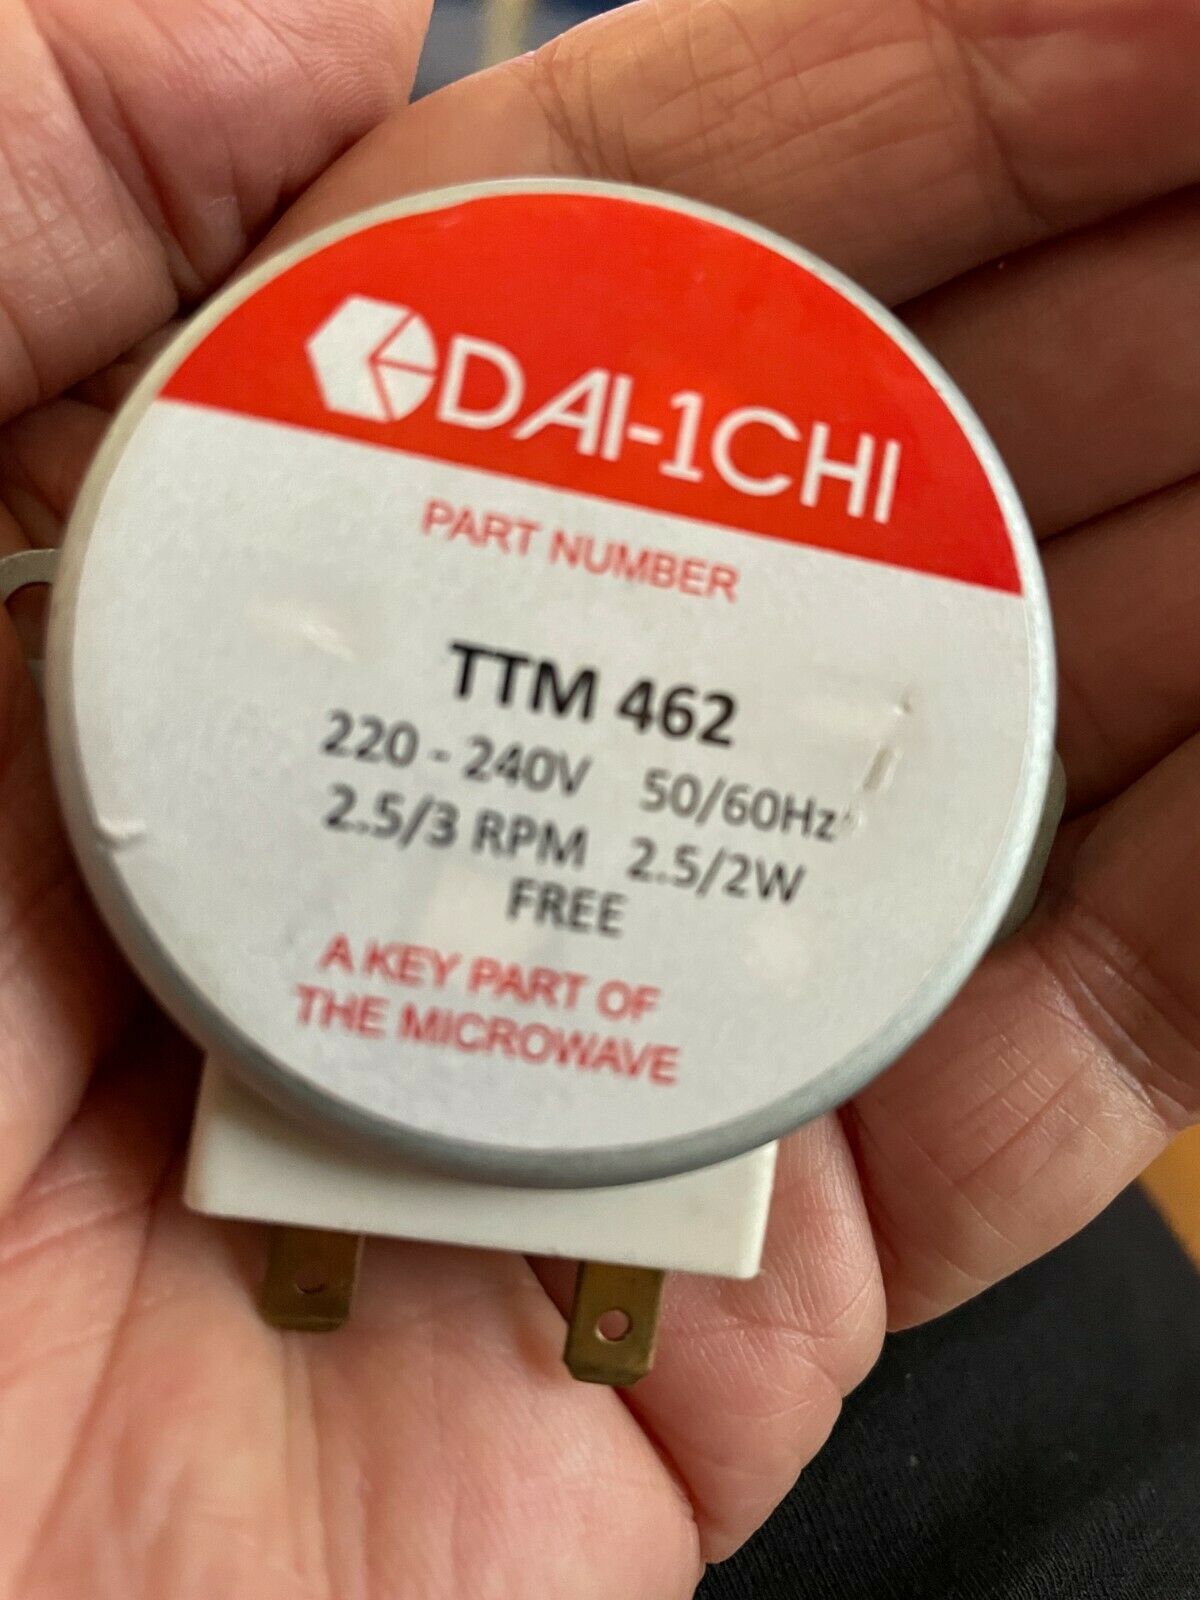 DAI-1CHI
PART NUMBER
TTM 462
220 - 240V 50/60Hz
2.5/3 RPM 2.5/2W
FREE
A KEY PART OF
THE MICROWAVE